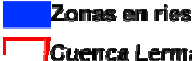 Zonas en ries
Cuenca Lerm